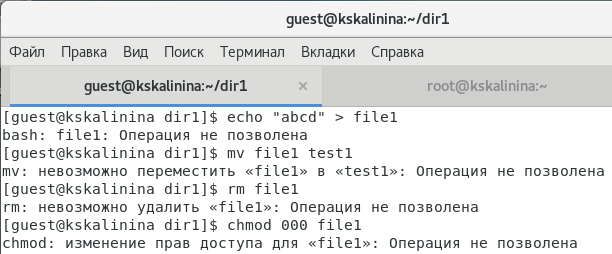 guest@kskalinina:~/dir1
Файл Правка Вид Поиск Терминал Вкладки Справка
guest@kskalinina:~/dir1 × root@kskalinina:~
[guest@kskalinina dir1]$ echo "abcd" > file1
bash: file1: Операция не позволена
[guest@kskalinina dir1]$ mv file1 test1
mv: невозможно переместить «file1» в «test1»: Операция не позволена
[guest@kskalinina dir1]$ rm file1
rm: невозможно удалить «file1»: Операция не позволена
[guest@kskalinina dir1]$ chmod 000 file1
chmod: изменение прав доступа для «file1»: Операция не позволена